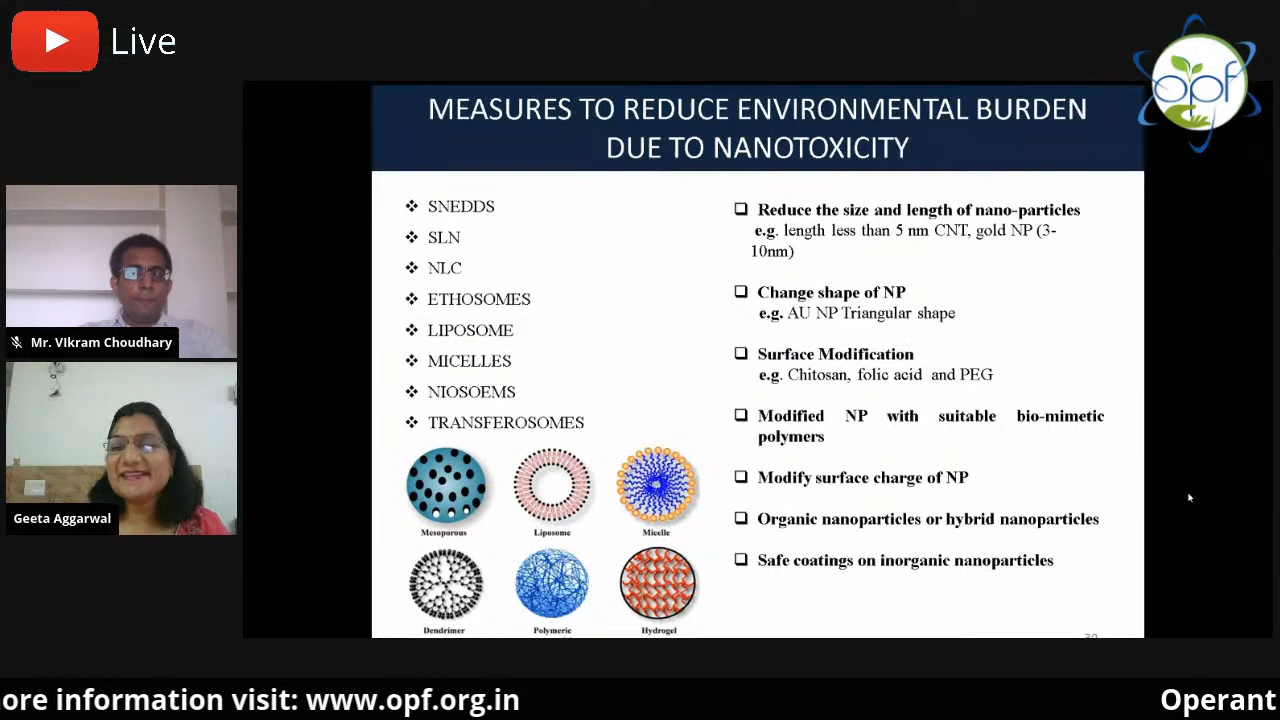 Live
opf
MEASURES TO REDUCE ENVIRONMENTAL BURDEN
DUE TO NANOTOXICITY
❖ SNEDDS
❖ SLN
❖ NLC
❖ ETHOSOMES
❖ LIPOSOME
❖ MICELLES
❖ NIOSOEMS
❖ TRANSFEROSOMES
Mesoporous
Liposome
Micelle
Dendrimer
Polymeric
Hydrogel
❑ Reduce the size and length of nano-particles
e.g. length less than 5 nm CNT, gold NP (3-
10nm)
❑ Change shape of NP
e.g. AU NP Triangular shape
❑ Surface Modification
e.g. Chitosan, folic acid and PEG
❑ Modified NP with suitable bio-mimetic
polymers
❑ Modify surface charge of NP
❑ Organic nanoparticles or hybrid nanoparticles
❑ Safe coatings on inorganic nanoparticles
Mr. VIkram Choudhary
Geeta Aggarwal
ore information visit: www.opf.org.in
Operant